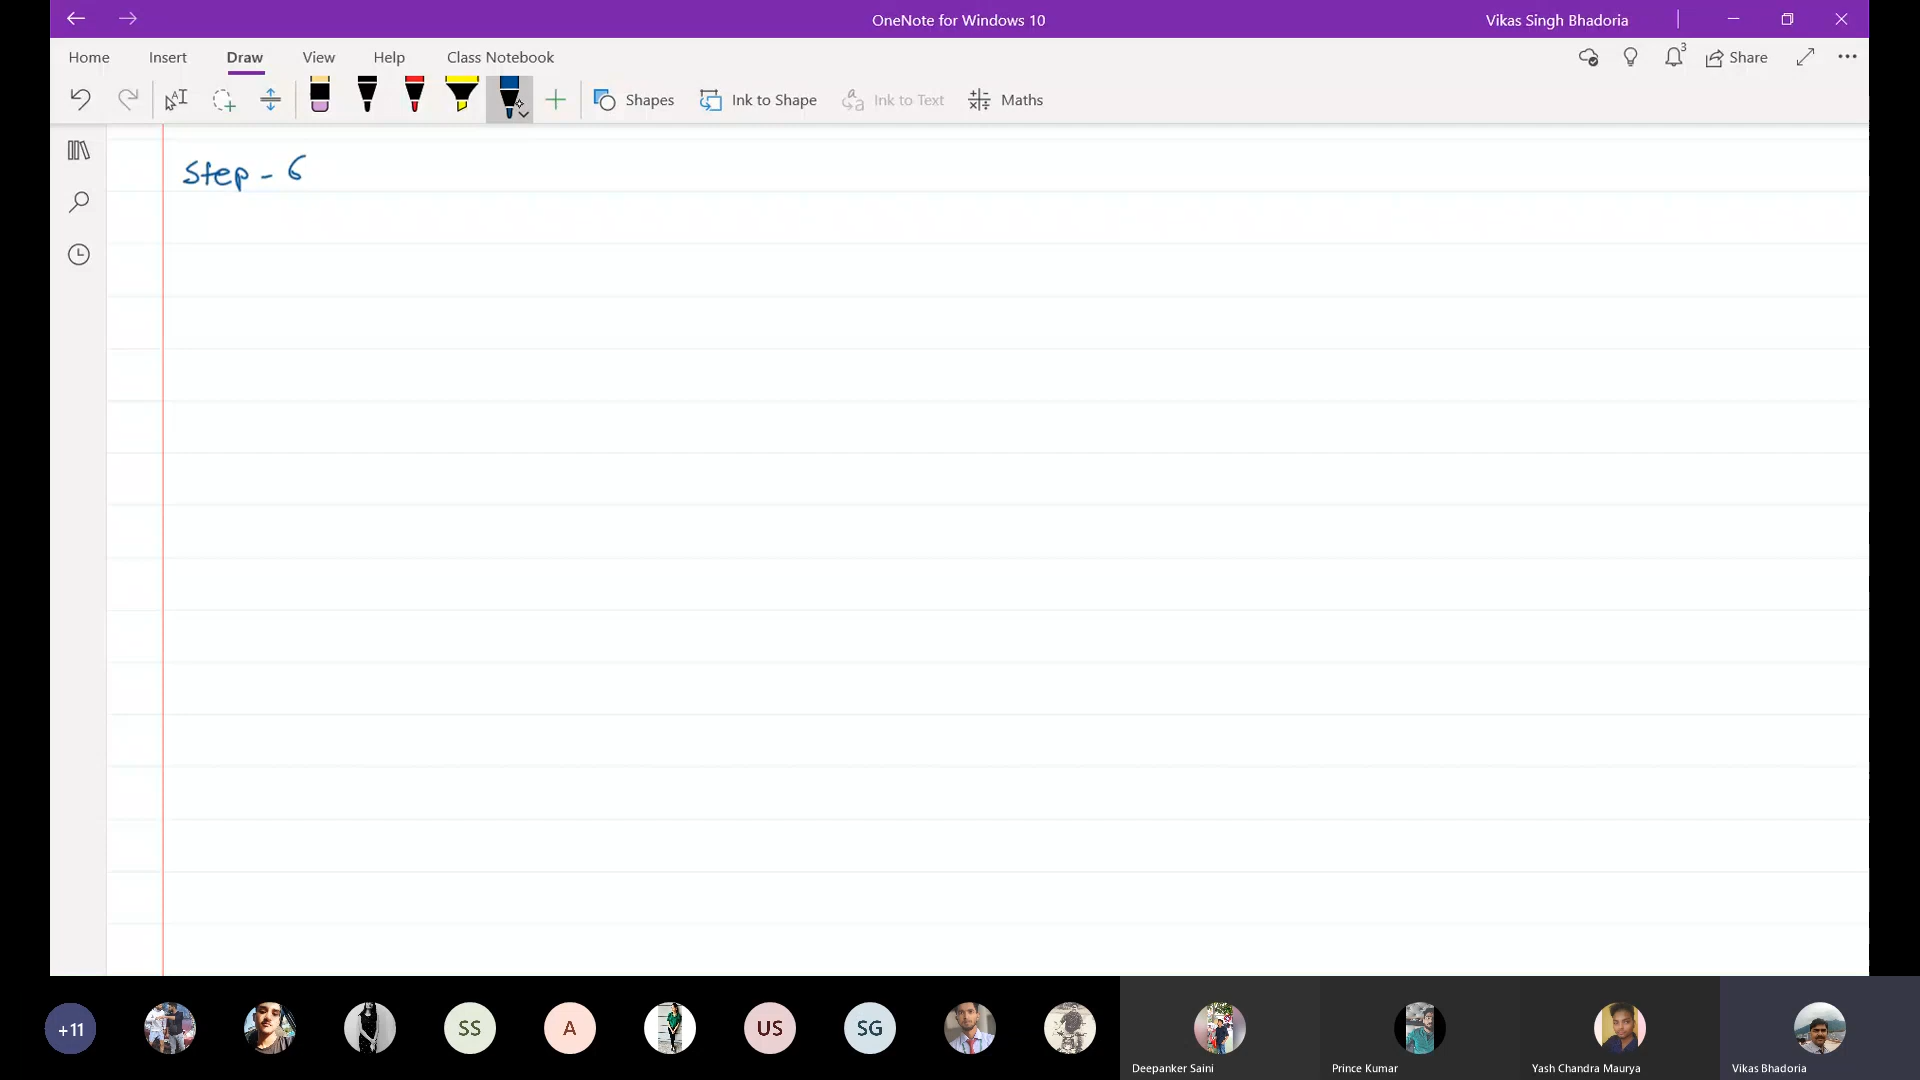 OneNote for Windows 10
Vikas Singh Bhadoria
Home Insert Draw View Help Class Notebook
3
Share
Shapes
Ink to Shape
Ink to Text
Maths
Step - 6
+11
SS
A
US
SG
Deepanker Saini
Prince Kumar
Yash Chandra Maurya
Vikas Bhadoria